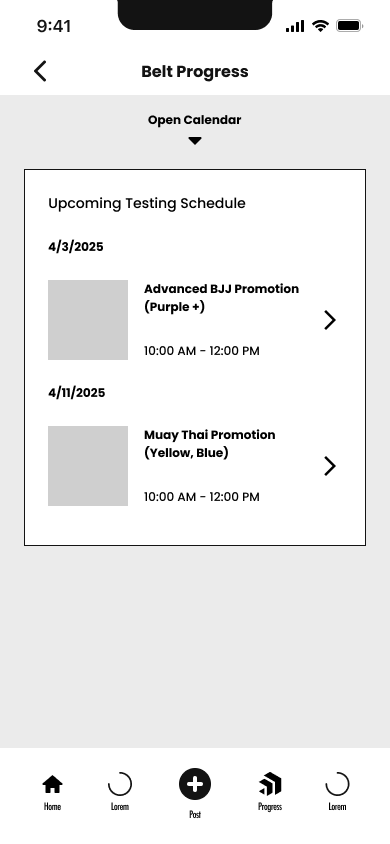 9:41
Belt Progress
Open Calendar
Upcoming Testing Schedule
4/3/2025
Advanced BJJ Promotion
(Purple +)
10:00 AM - 12:00 PM
4/11/2025
Muay Thai Promotion
(Yellow, Blue)
10:00 AM - 12:00 PM
Home
Lorem
Post
Progress
Lorem